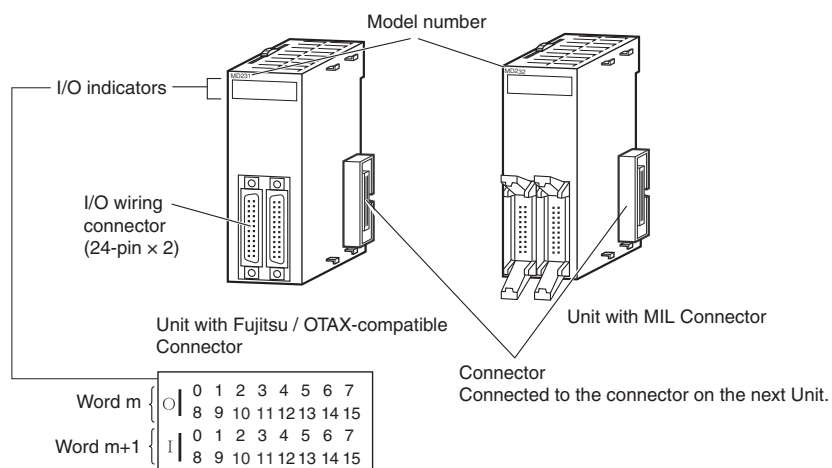 Model number
MD231
MD232
I/O indicators
I/O wiring
connector
(24-pin × 2)
Unit with Fujitsu / OTAX-compatible
Connector
Unit with MIL Connector
Connector
Connected to the connector on the next Unit.
Word m { O 0 1 2 3 4 5 6 7
8 9 10 11 12 13 14 15
Word m+1 { I 0 1 2 3 4 5 6 7
8 9 10 11 12 13 14 15